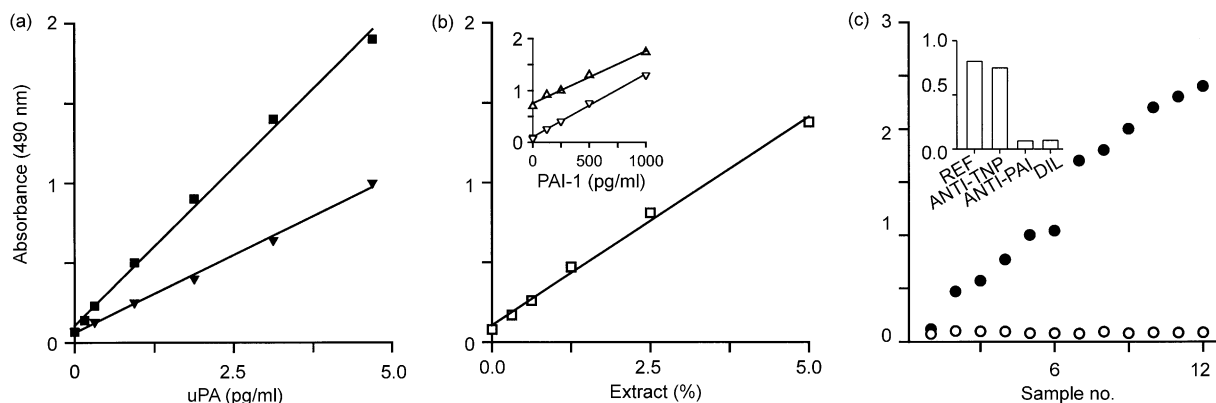 (a)
2
1
0
Absorbance (490 nm)
0.0
2.5
5.0
uPA (pg/ml)
(b)
2
1
0
2
1
0
0
500
1000
PAI-1 (pg/ml)
0.0
2.5
5.0
Extract (%)
(c)
3
2
1
0
1.0
0.5
0.0
REF
ANTI-TNP
ANTI-PAI
DIL
6
12
Sample no.